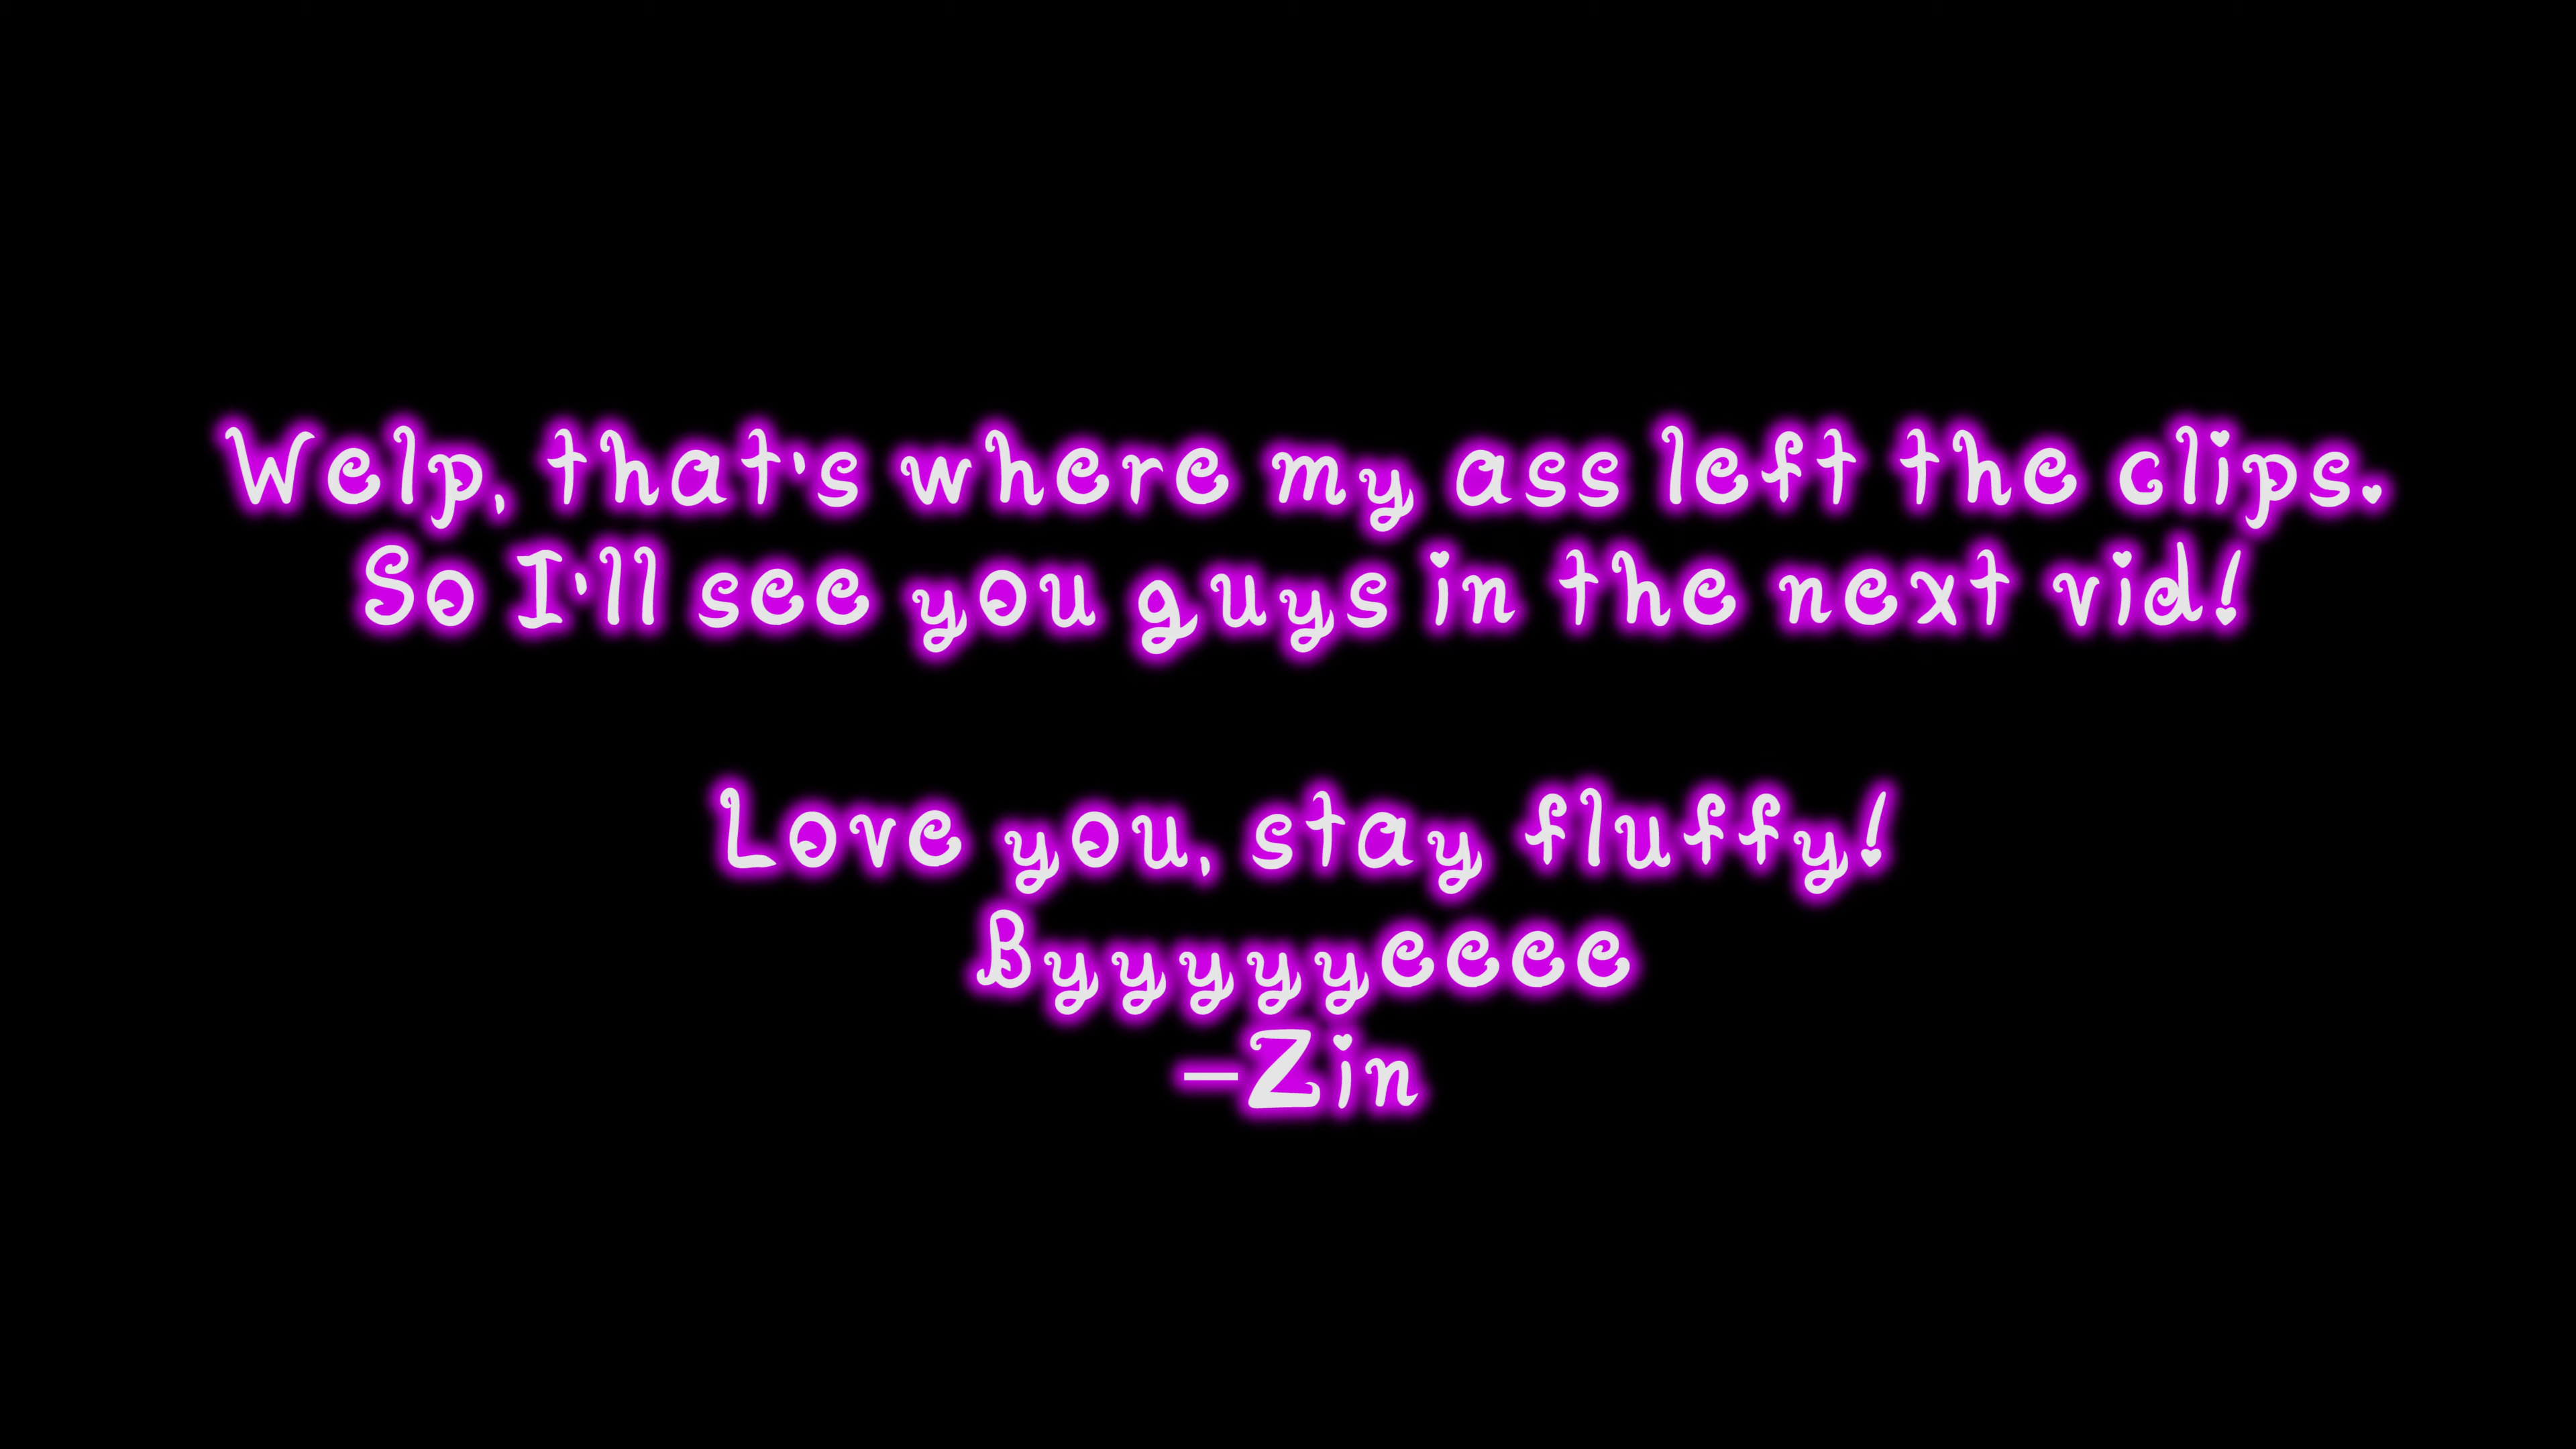 Welp, that's where my ass left the clips.
So I'll see you guys in the next vid!
Love you, stay fluffy!
Byyyyyeeee
-Zin